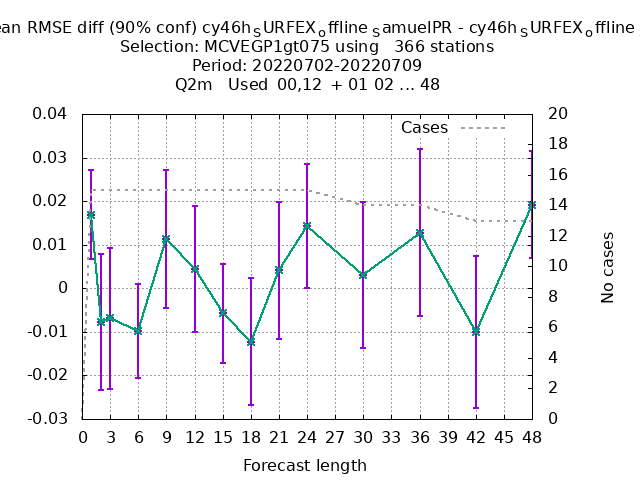 ean RMSE diff (90% conf) cy46h_SURFEX_offline_SamuelPR - cy46h_SURFEX_offline
Selection: MCVEGP1gt075 using 366 stations
Period: 20220702-20220709
Q2m Used 00,12 + 01 02 ... 48
Cases
0.04
0.03
0.02
0.01
0
-0.01
-0.02
-0.03
20
18
16
14
12
10
8
6
4
2
0
No cases
0 3 6 9 12 15 18 21 24 27 30 33 36 39 42 45 48
Forecast length